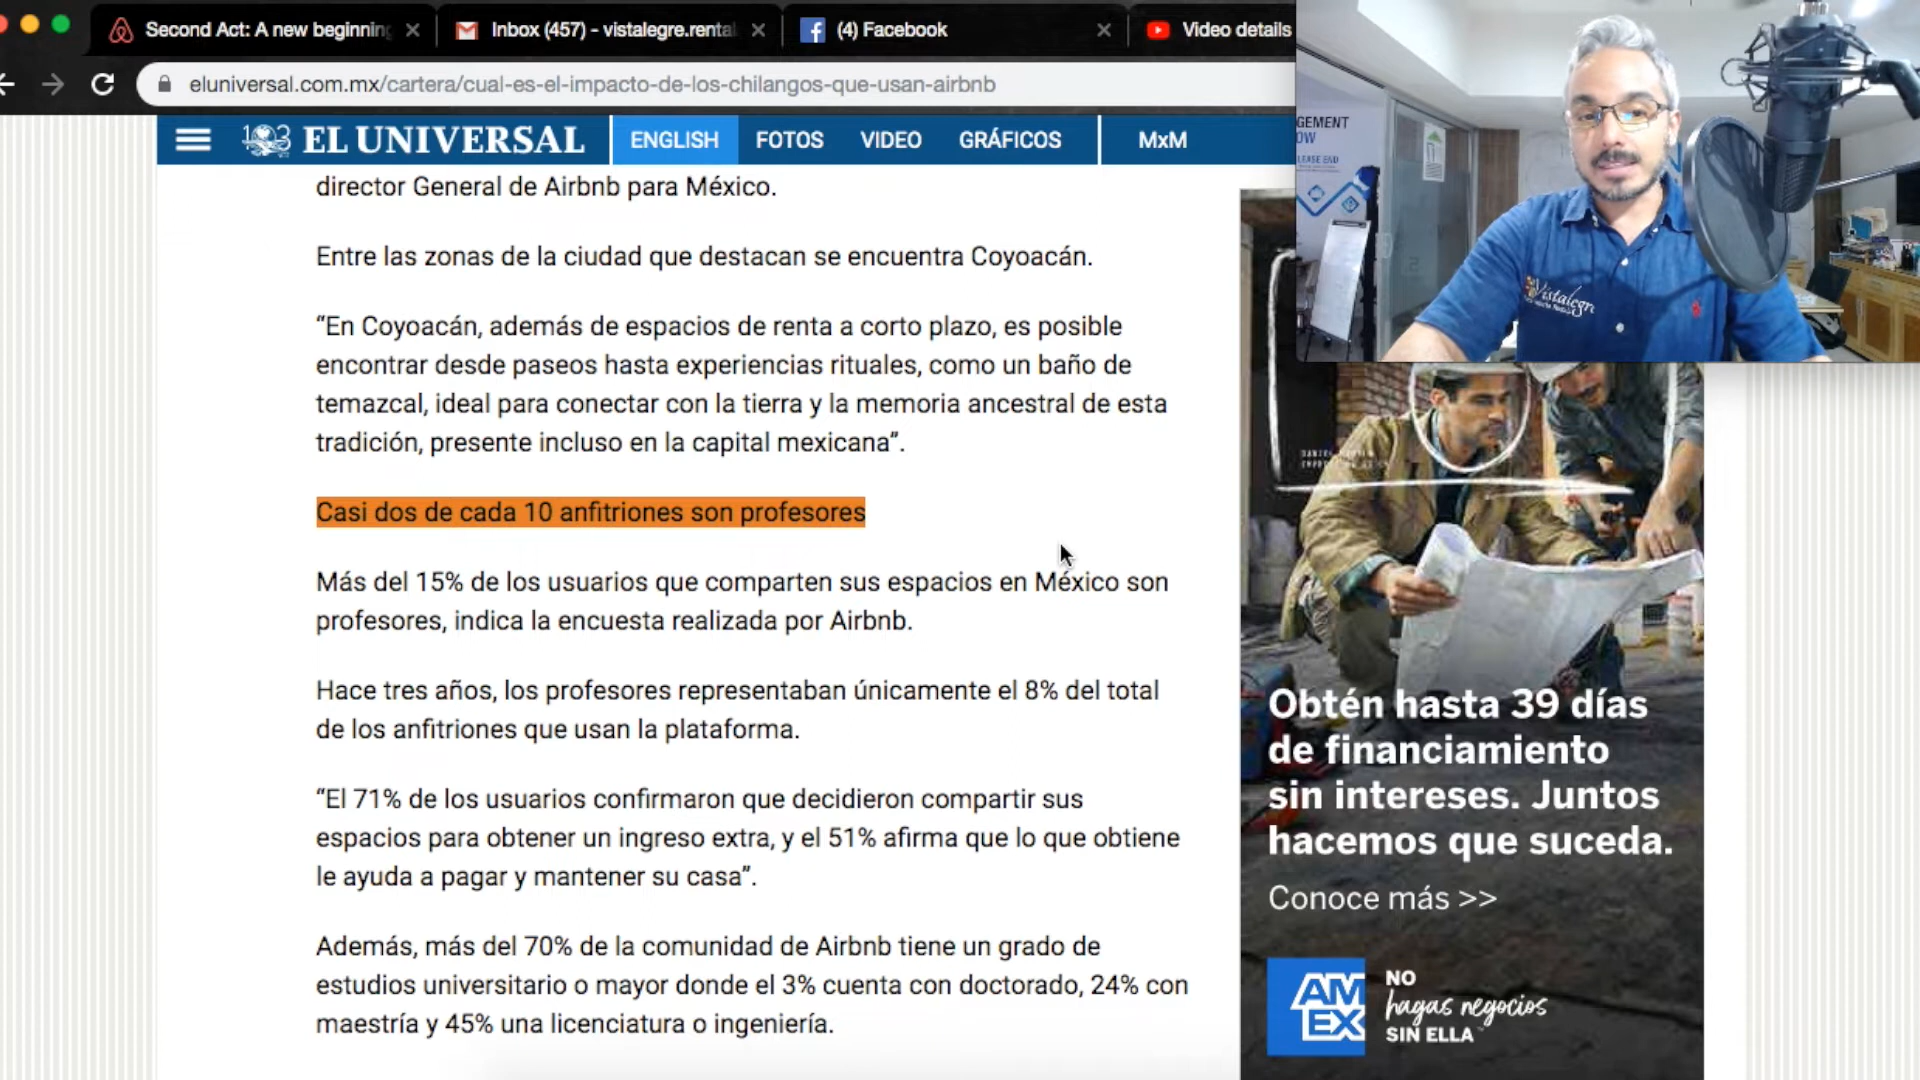 Second Act: A new beginning
Inbox (457) - vistalegre.rental
(4) Facebook
Video details
eluniversal.com.mx/cartera/cual-es-el-impacto-de-los-chilangos-que-usan-airbnb
103 EL UNIVERSAL
ENGLISH
FOTOS
VIDEO
GRÁFICOS
MxM
director General de Airbnb para México.
Entre las zonas de la ciudad que destacan se encuentra Coyoacán.
“En Coyoacán, además de espacios de renta a corto plazo, es posible
encontrar desde paseos hasta experiencias rituales, como un baño de
temazcal, ideal para conectar con la tierra y la memoria ancestral de esta
tradición, presente incluso en la capital mexicana”.
Casi dos de cada 10 anfitriones son profesores
Más del 15% de los usuarios que comparten sus espacios en México son
profesores, indica la encuesta realizada por Airbnb.
Hace tres años, los profesores representaban únicamente el 8% del total
de los anfitriones que usan la plataforma.
“El 71% de los usuarios confirmaron que decidieron compartir sus
espacios para obtener un ingreso extra, y el 51% afirma que lo que obtiene
le ayuda a pagar y mantener su casa”.
Además, más del 70% de la comunidad de Airbnb tiene un grado de
estudios universitario o mayor donde el 3% cuenta con doctorado, 24% con
maestría y 45% una licenciatura o ingeniería.
GEMENT
OW
LEASE END
Vistalegre
Obtén hasta 39 días
de financiamiento
sin intereses. Juntos
hacemos que suceda.
Conoce más >>
AM
EX
NO
hagas negocios
SIN ELLA